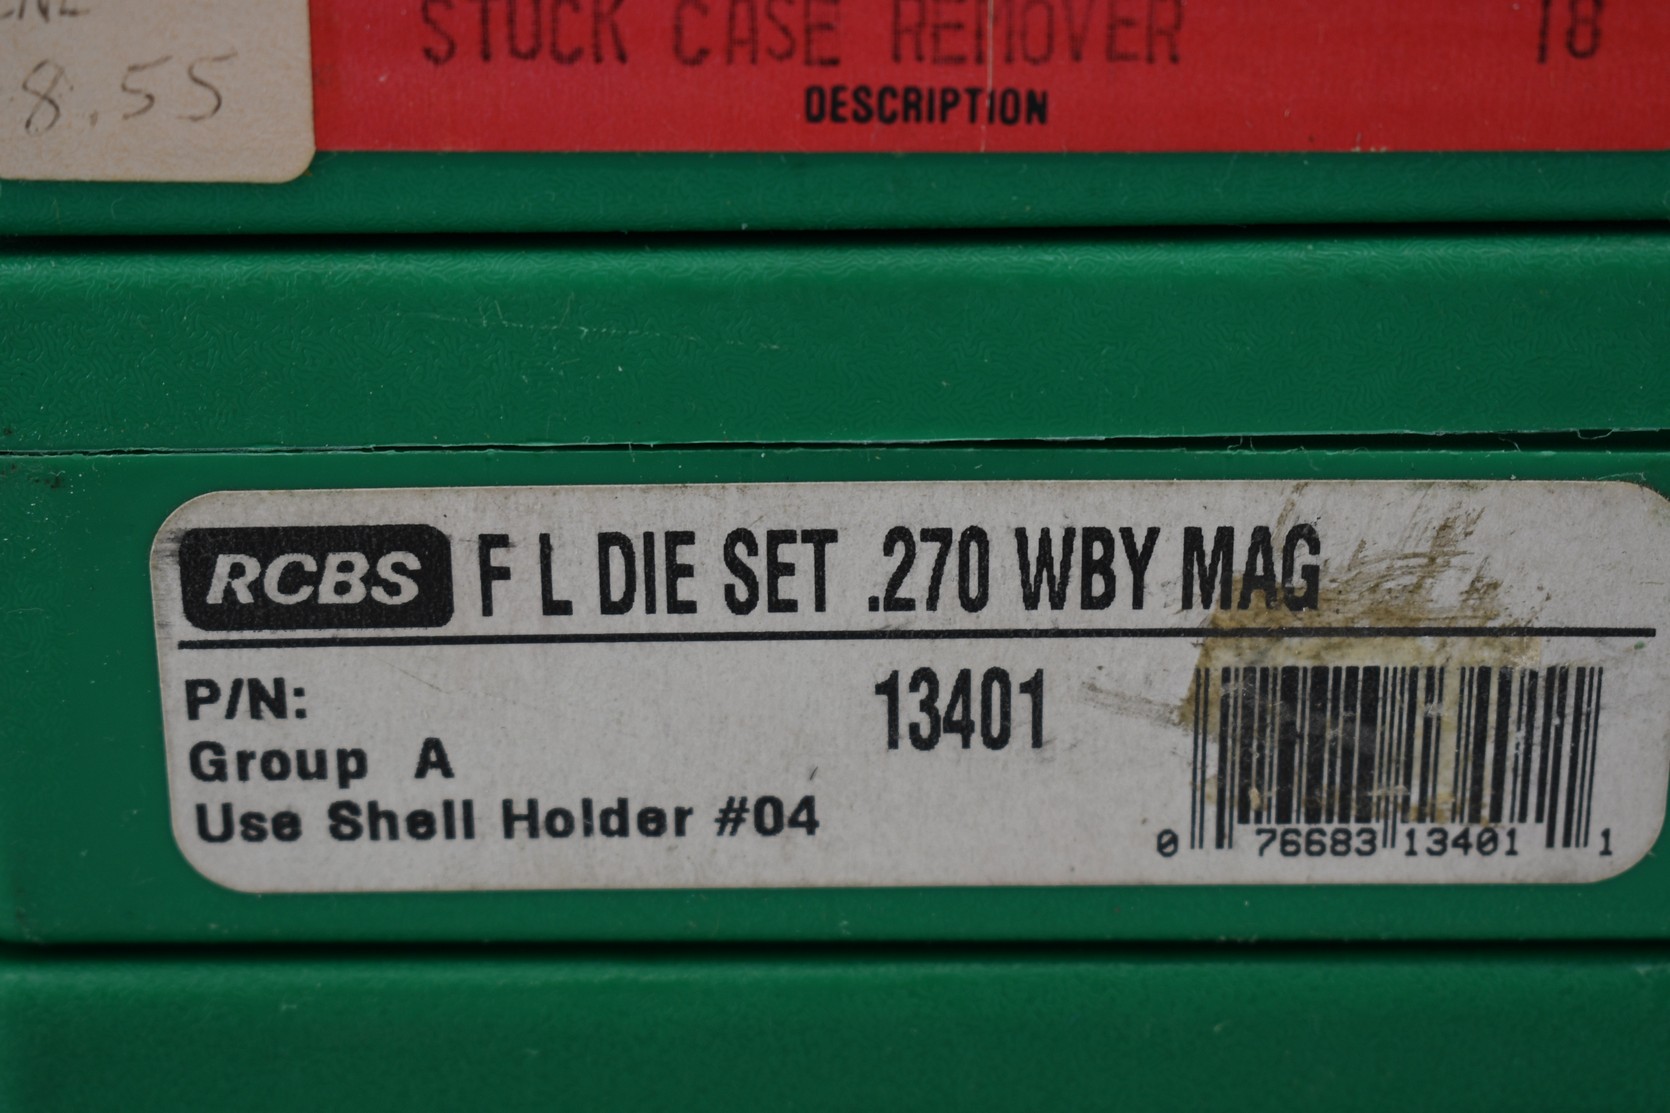 8.55
STUCK CASE REMOVER 18
DESCRIPTION
RCBS F L DIE SET .270 WBY MAG
P/N: 13401
Group A
Use Shell Holder #04
0 76683 13401 1